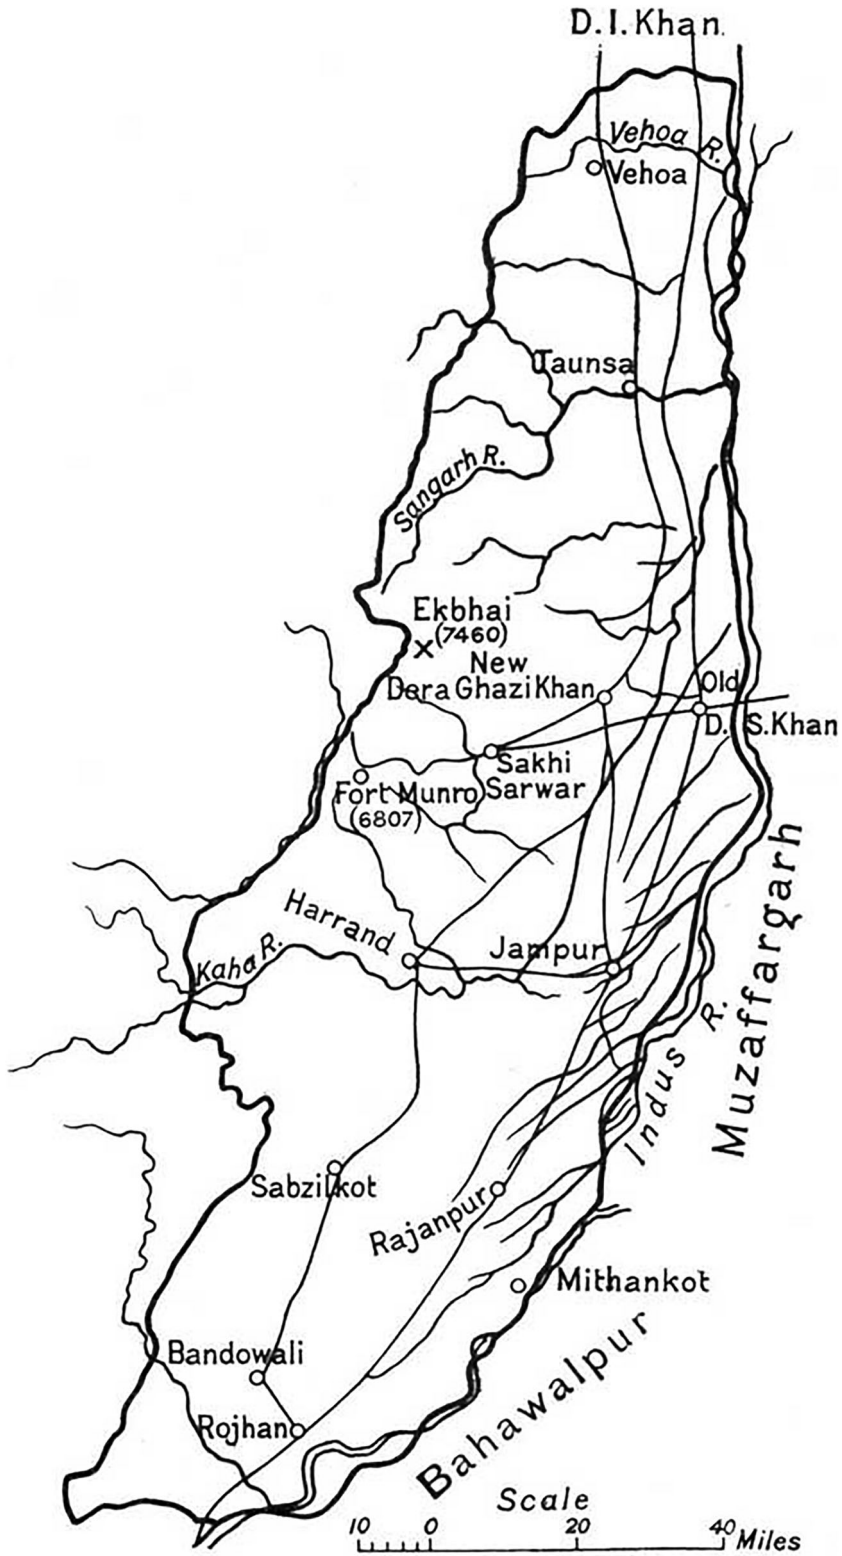 D.I.Khan
Vehoa R.
Vehoa
Taunsa
Sangarh R.
Ekbhai
(7460)
New
Dera Ghazi Khan
Old
D. S.Khan
Sakhi
Sarwar
Fort Munro
(6807)
Harrand
Jampur
Kaha R.
Muzaffargarh
Indus R.
Sabzilkot
Rajanpur
Mithankot
Bandowali
Rojhan
Bahawalpur
Scale
10 0 20 40 Miles